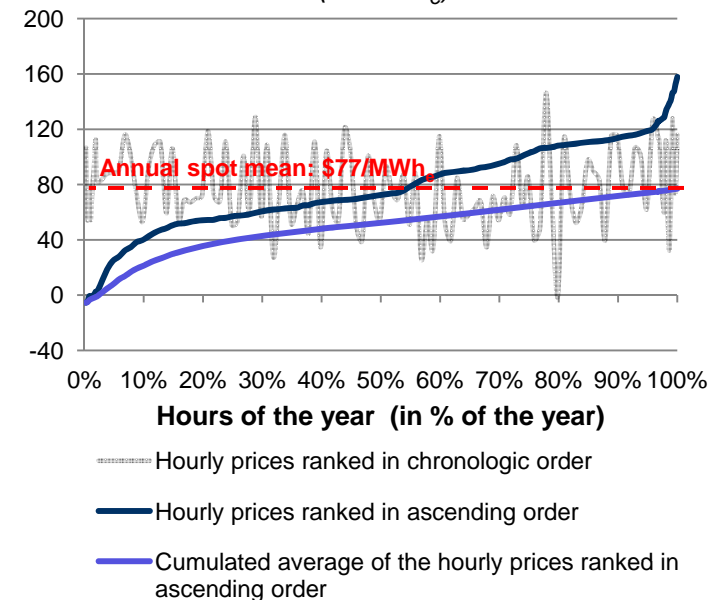 200
160
120
Annual spot mean: $77/MWh
80
40
0
-40
0% 10% 20% 30% 40% 50% 60% 70% 80% 90% 100%
Hours of the year (in % of the year)
Hourly prices ranked in chronologic order
Hourly prices ranked in ascending order
Cumulated average of the hourly prices ranked in
ascending order